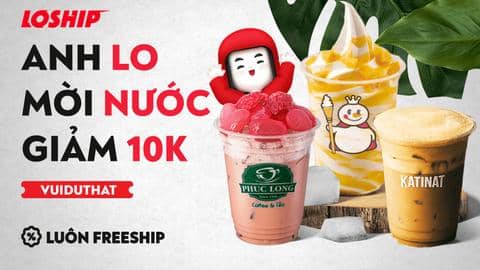 LOSHIP
ANH LO
MỜI NƯỚC
GIẢM 10K
VUIDUTHAT
LUÔN FREESHIP
PHUC LONG
Coffee & Tea
KATINAT